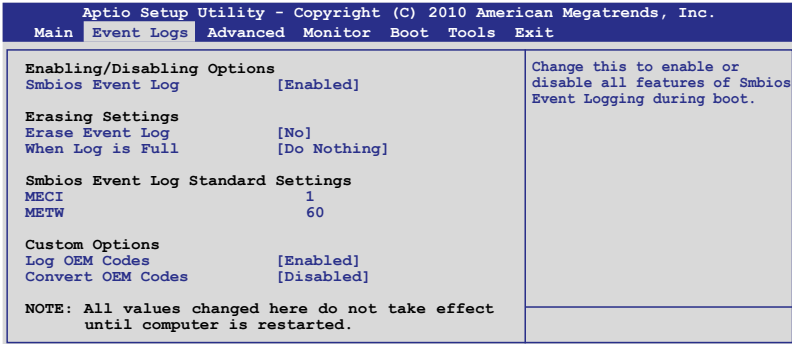 Aptio Setup Utility - Copyright (C) 2010 American Megatrends, Inc.
Main Event Logs Advanced Monitor Boot Tools Exit
Enabling/Disabling Options
Smbios Event Log [Enabled]
Erasing Settings
Erase Event Log [No]
When Log is Full [Do Nothing]
Smbios Event Log Standard Settings
MECI 1
METW 60
Custom Options
Log OEM Codes [Enabled]
Convert OEM Codes [Disabled]
NOTE: All values changed here do not take effect
until computer is restarted.
Change this to enable or
disable all features of Smbios
Event Logging during boot.